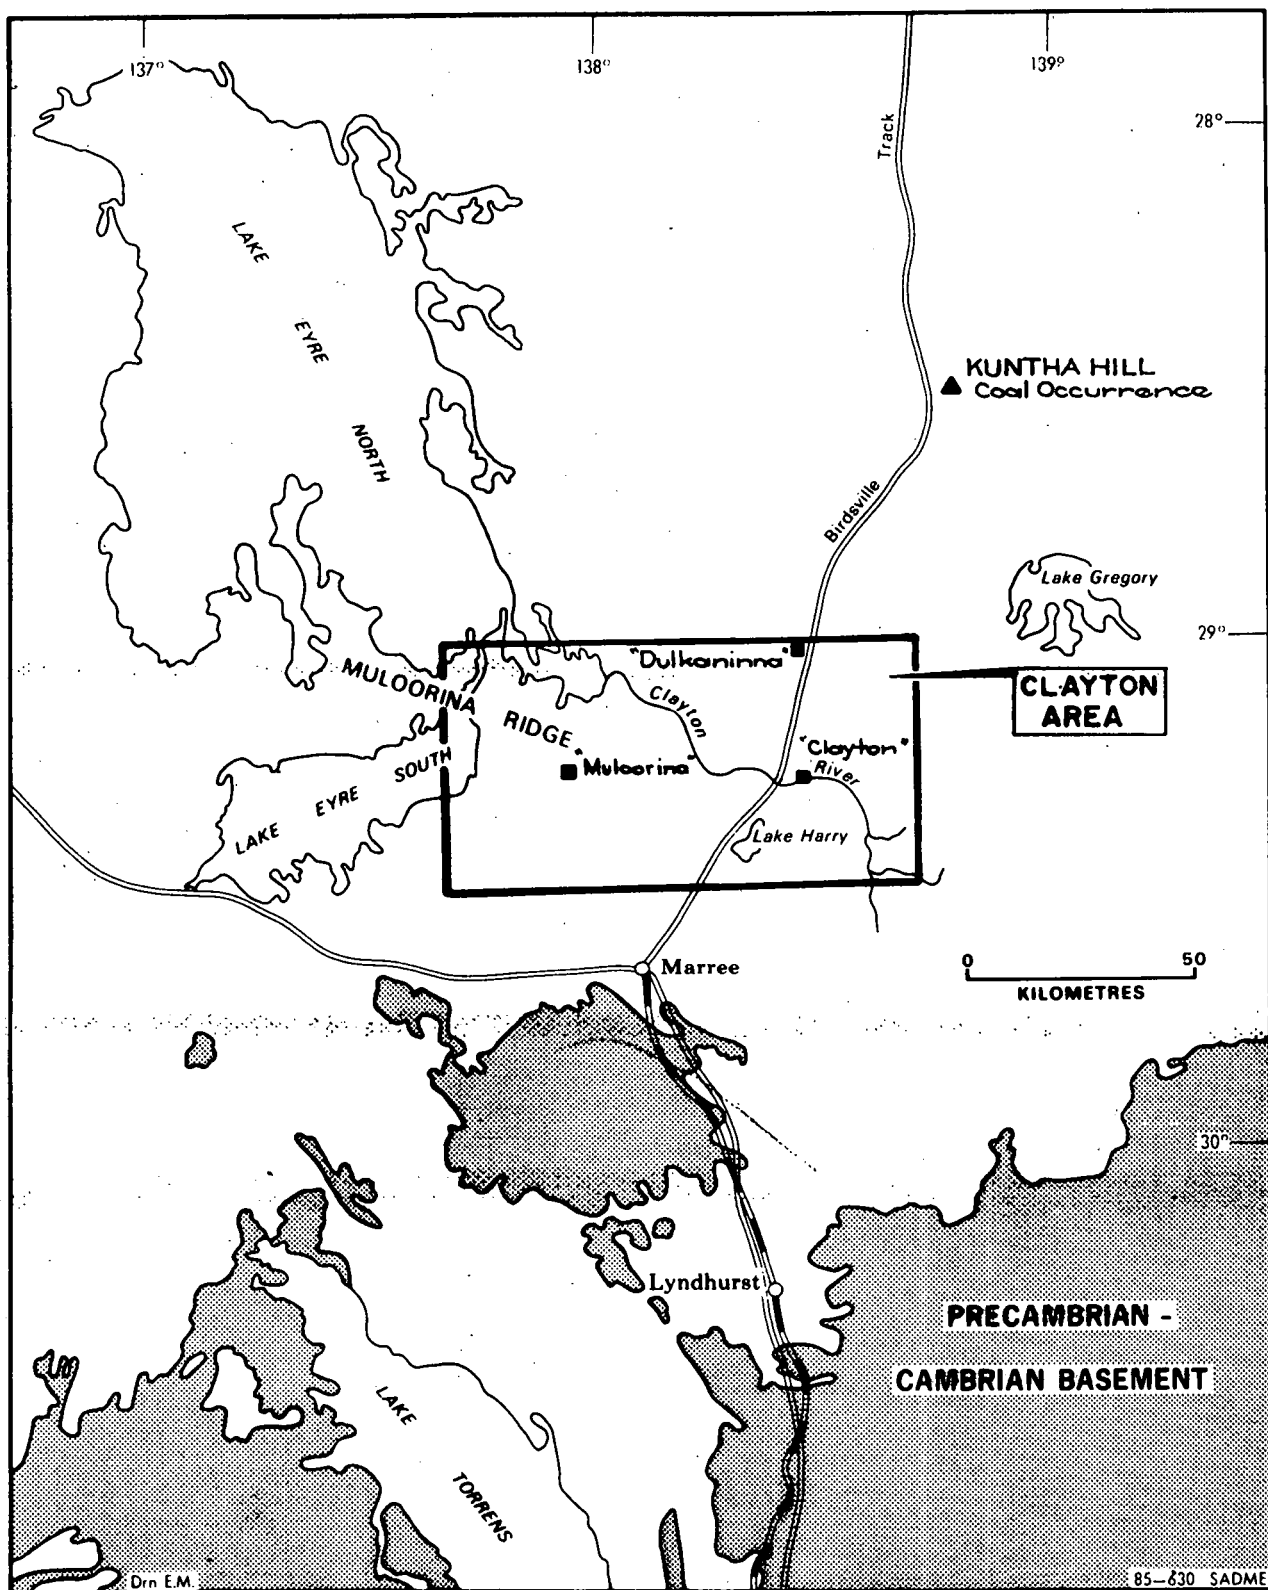 137°
138°
139°
28°
Track
LAKE
EYRE
NORTH
KUNTHA HILL
Coal Occurrence
Birdsville
Lake Gregory
29°
"Dulkaninna"
MULOORINA
RIDGE
Clayton
CLAYTON
AREA
"Clayton"
River
"Muloorina"
LAKE
EYRE
SOUTH
Lake Harry
Marree
0
50
KILOMETRES
30°
Lyndhurst
PRECAMBRIAN -
CAMBRIAN BASEMENT
LAKE
TORRENS
Drn E.M.
85-630 SADME